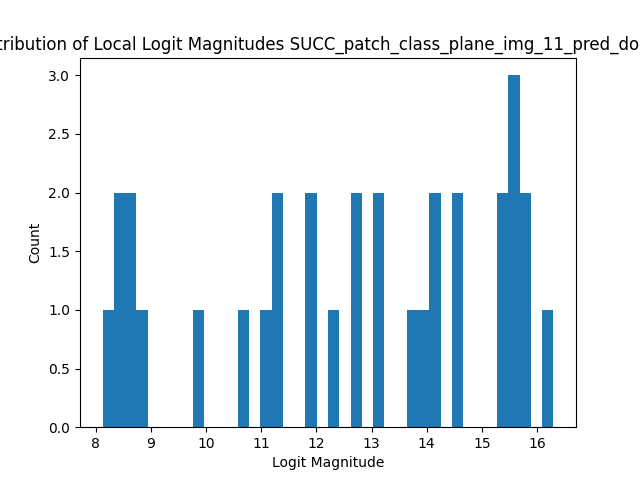 tribution of Local Logit Magnitudes SUCC_patch_class_plane_img_11_pred_do
3.0
2.5
2.0
1.5
1.0
0.5
0.0
Count
8 9 10 11 12 13 14 15 16
Logit Magnitude